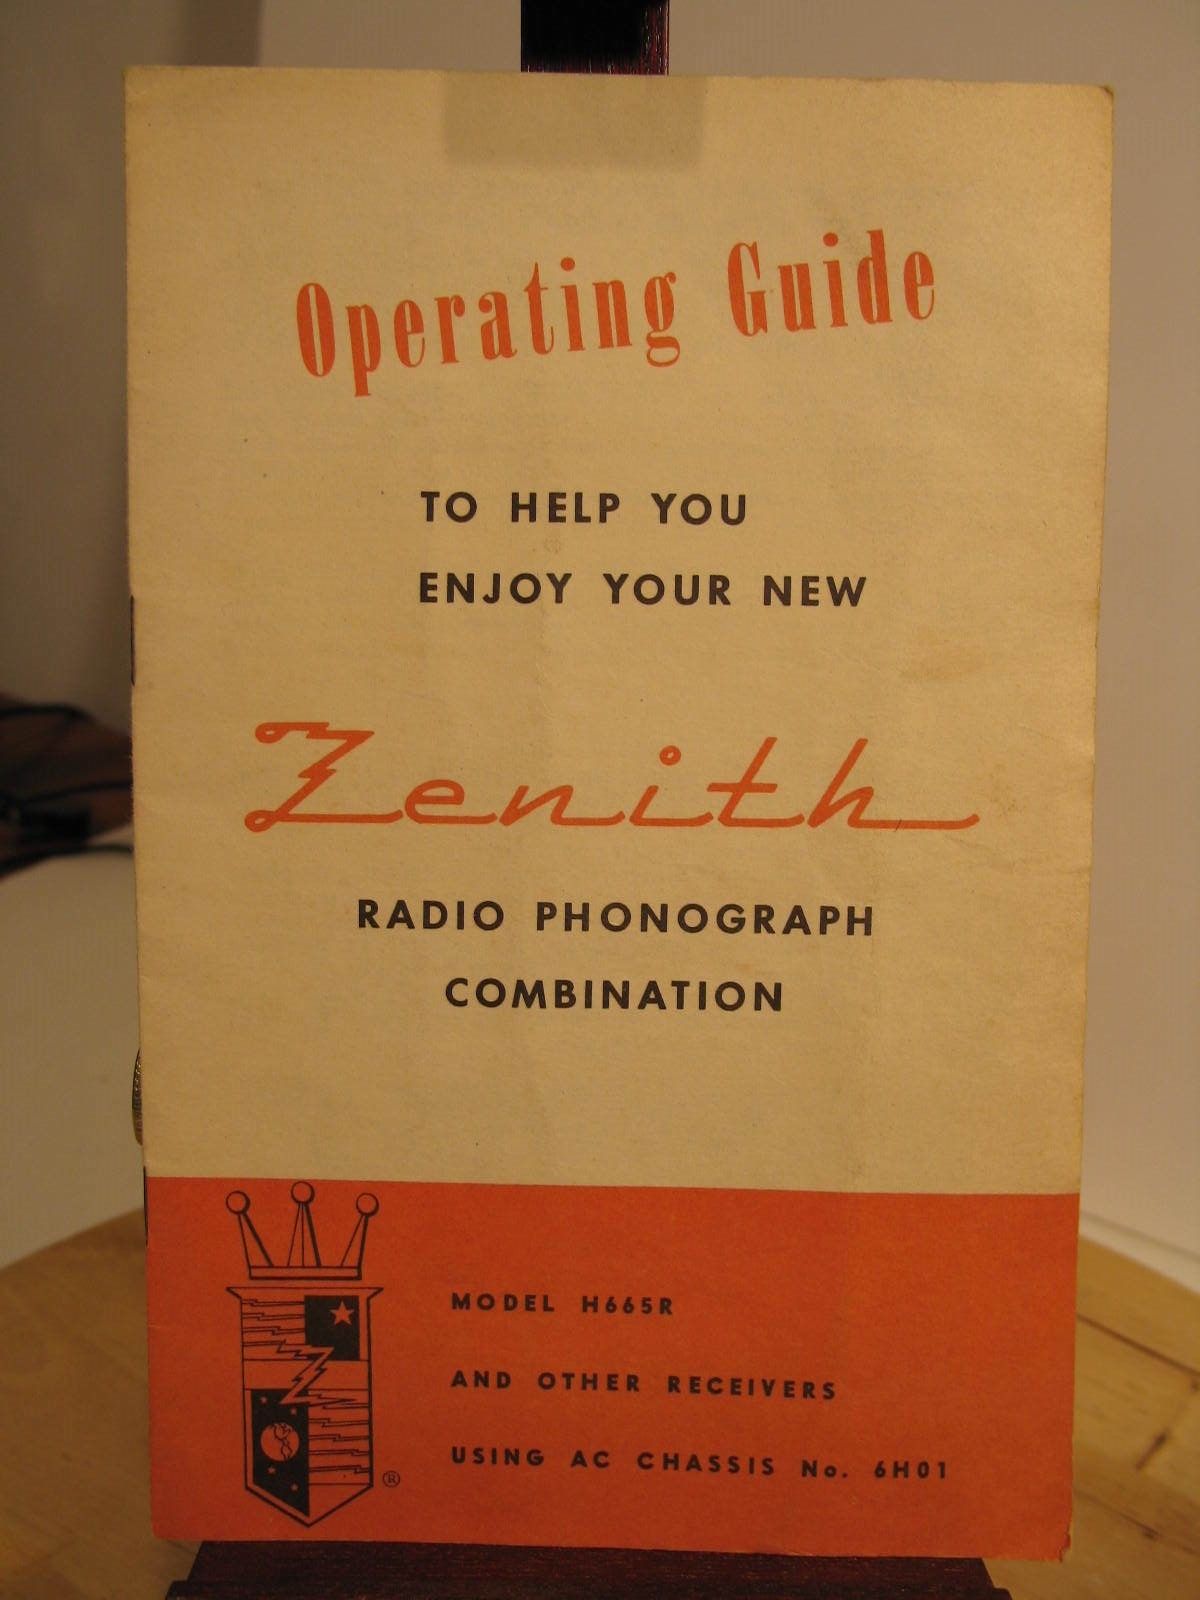 Operating Guide
TO HELP YOU
ENJOY YOUR NEW
Zenith
RADIO PHONOGRAPH
COMBINATION
MODEL H665R
AND OTHER RECEIVERS
USING AC CHASSIS No. 6H01
®